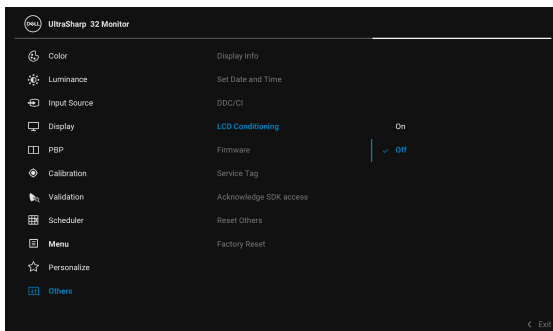 DELL UltraSharp 32 Monitor
Color
Display Info
Luminance
Set Date and Time
Input Source
DDC/CI
Display
LCD Conditioning
On
PBP
Firmware
Off
Calibration
Service Tag
Validation
Acknowledge SDK access
Scheduler
Reset Others
Menu
Factory Reset
Personalize
Others
Exit